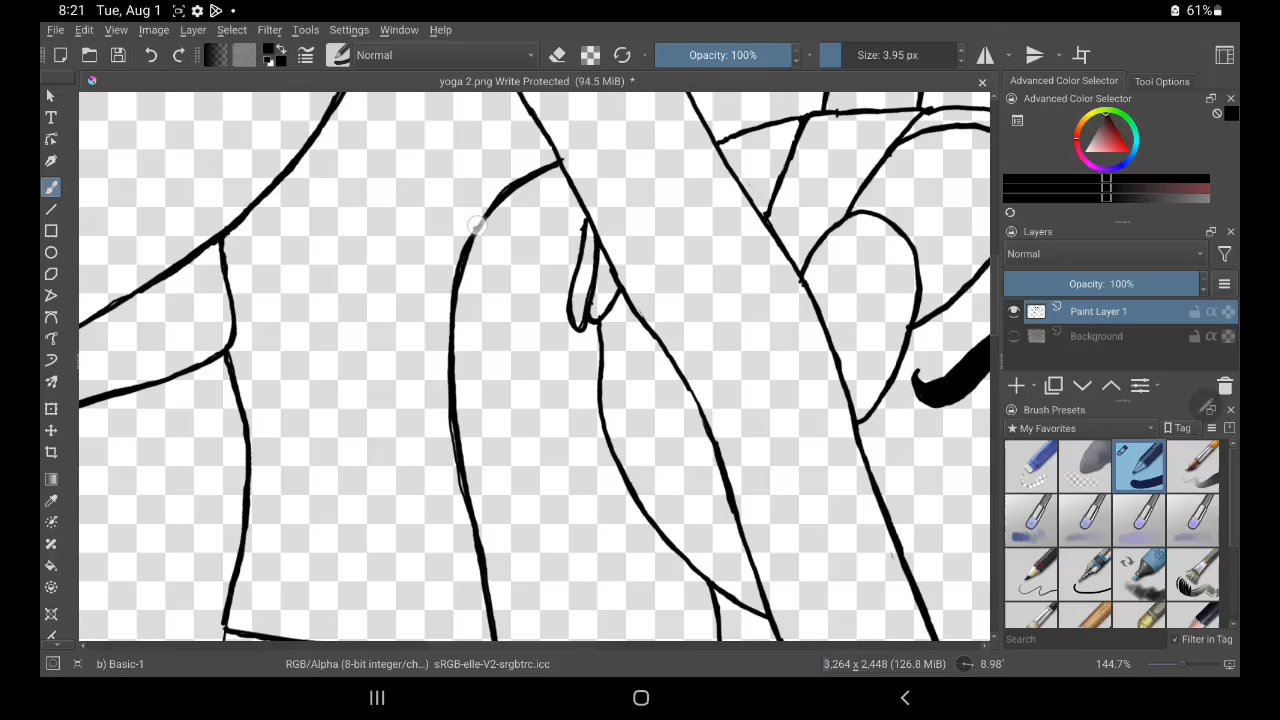 8:21 Tue, Aug 1 61%
File Edit View Image Layer Select Filter Tools Settings Window Help
Normal Opacity: 100% Size: 3.95 px
yoga 2.png Write Protected (94.5 MiB) *
Advanced Color Selector Tool Options
Advanced Color Selector
Layers
Normal
Opacity: 100%
Paint Layer 1
Background
Brush Presets
★ My Favorites Tag
Search ✓ Filter in Tag
b) Basic-1 RGB/Alpha (8-bit integer/ch...) sRGB-elle-V2-srgbtrc.icc 3,264 x 2,448 (126.8 MiB) 8.98° 144.7%